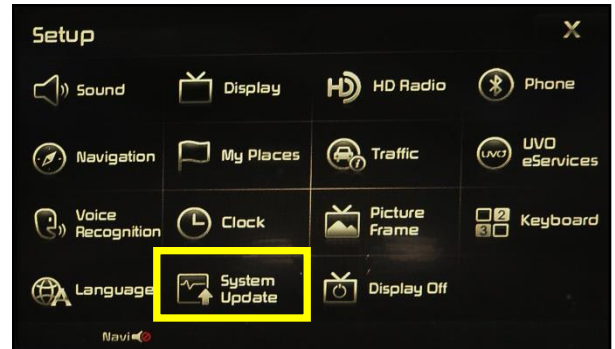 Setup X
Sound Display HD Radio Phone
Navigation My Places Traffic UVO eServices
Voice Recognition Clock Picture Frame Keyboard
Language System Update Display Off
Navi